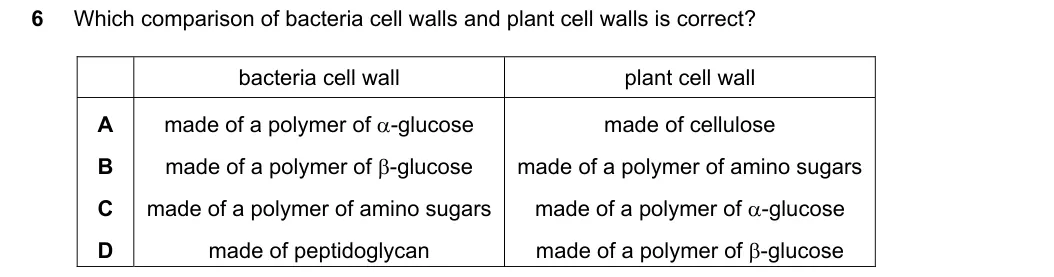 6 Which comparison of bacteria cell walls and plant cell walls is correct?
bacteria cell wall plant cell wall
A made of a polymer of α-glucose made of cellulose
B made of a polymer of β-glucose made of a polymer of amino sugars
C made of a polymer of amino sugars made of a polymer of α-glucose
D made of peptidoglycan made of a polymer of β-glucose